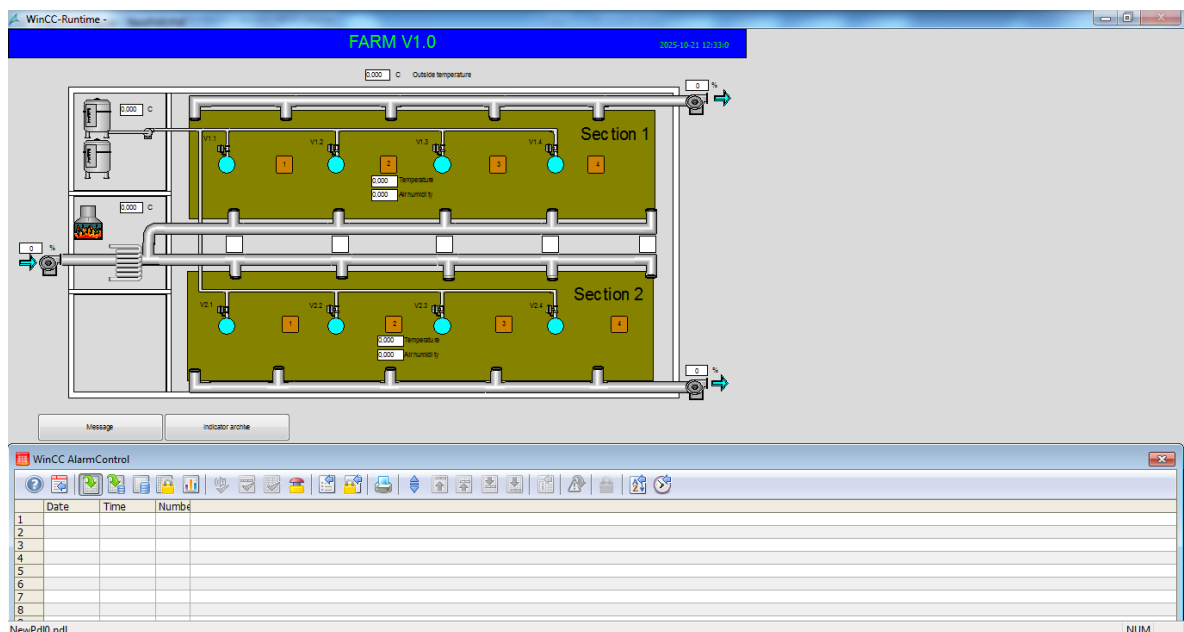 WinCC-Runtime -
FARM V1.0
2025-10-21 12:33:0
0,000 C Outside temperature
0 %
0,000 C
Section 1
V1.1 V1.2 V1.3 V1.4
1 2 3 4
0,000 Temperature
0,000 Air humidity
0,000 C
0 %
Section 2
V2.1 V2.2 V2.3 V2.4
1 2 3 4
0,000 Temperature
0,000 Air humidity
0 %
Message Indicator archive
WinCC AlarmControl
Date Time Numbe
1
2
3
4
5
6
7
8
NewPdl0.pdl NUM